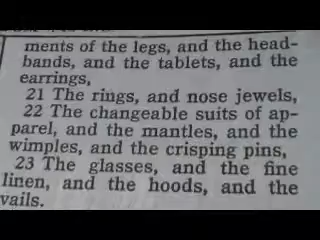 ments of the legs, and the head-
bands, and the tablets, and the
earrings,
21 The rings, and nose jewels,
22 The changeable suits of ap-
parel, and the mantles, and the
wimples, and the crisping pins,
23 The glasses, and the fine
linen, and the hoods, and the
vails.